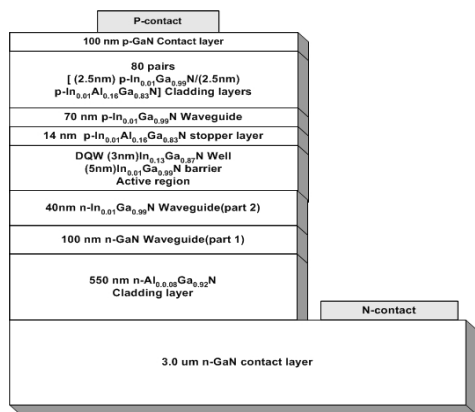 P-contact
100 nm p-GaN Contact layer
80 pairs
[ (2.5nm) p-In0.01Ga0.99N/(2.5nm)
p-In0.01Al0.16Ga0.83N] Cladding layers
70 nm p-In0.01Ga0.99N Waveguide
14 nm p-In0.01Al0.16Ga0.83N stopper layer
DQW (3nm)In0.13Ga0.87N Well
(5nm)In0.01Ga0.99N barrier
Active region
40nm n-In0.01Ga0.99N Waveguide(part 2)
100 nm n-GaN Waveguide(part 1)
550 nm n-Al0.0.08Ga0.92N
Cladding layer
N-contact
3.0 um n-GaN contact layer